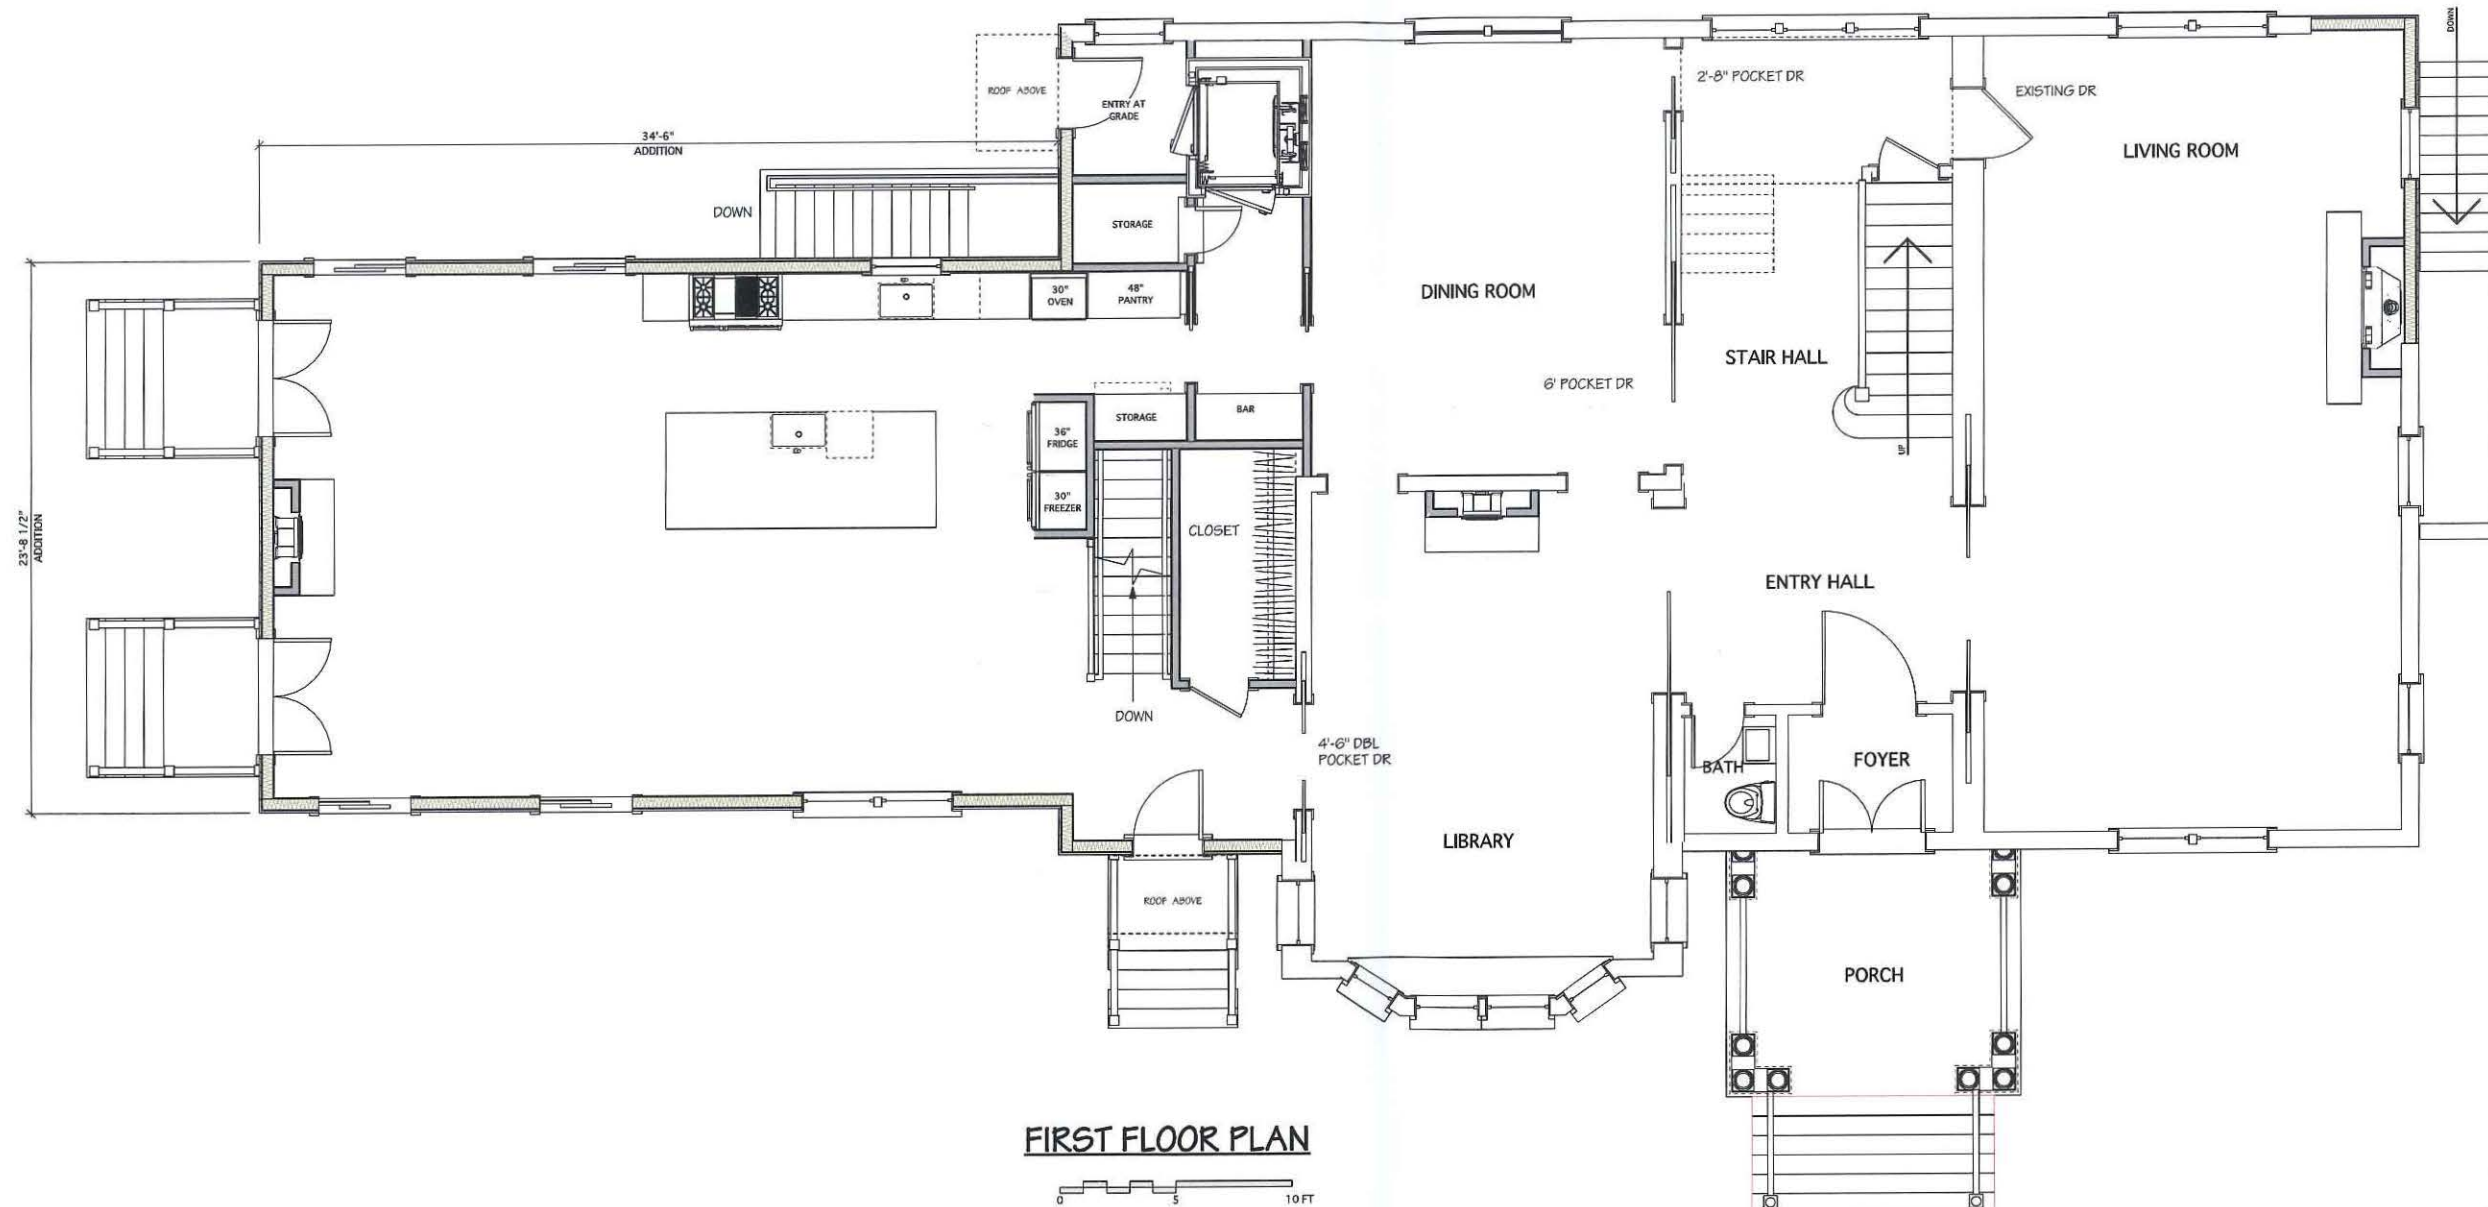 DOWN
2'-8" POCKET DR
EXISTING DR
ROOF ABOVE
ENTRY AT
GRADE
34'-6"
ADDITION
LIVING ROOM
DOWN
STORAGE
30"
OVEN
48"
PANTRY
DINING ROOM
STAIR HALL
6' POCKET DR
36"
FRIDGE
STORAGE
BAR
UP
30"
FREEZER
CLOSET
23'-8 1/2"
ADDITION
ENTRY HALL
DOWN
4'-6" DBL
POCKET DR
BATH
FOYER
LIBRARY
ROOF ABOVE
PORCH
FIRST FLOOR PLAN
0 5 10 FT